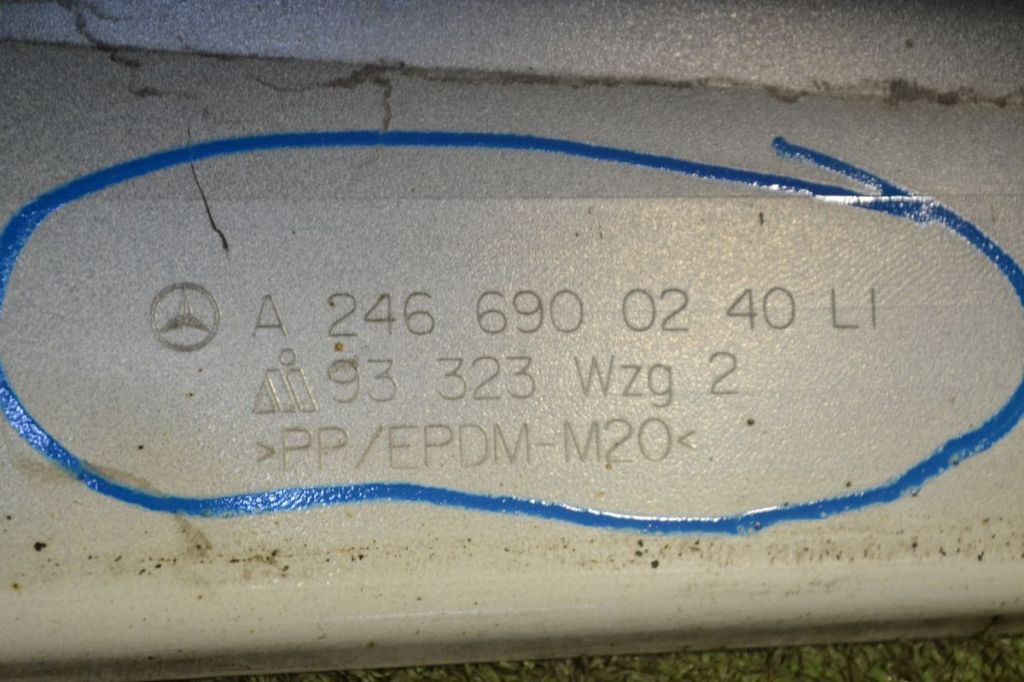 A 246 690 02 40 LI
93 323 Wzg 2
>PP/EPDM-M20<